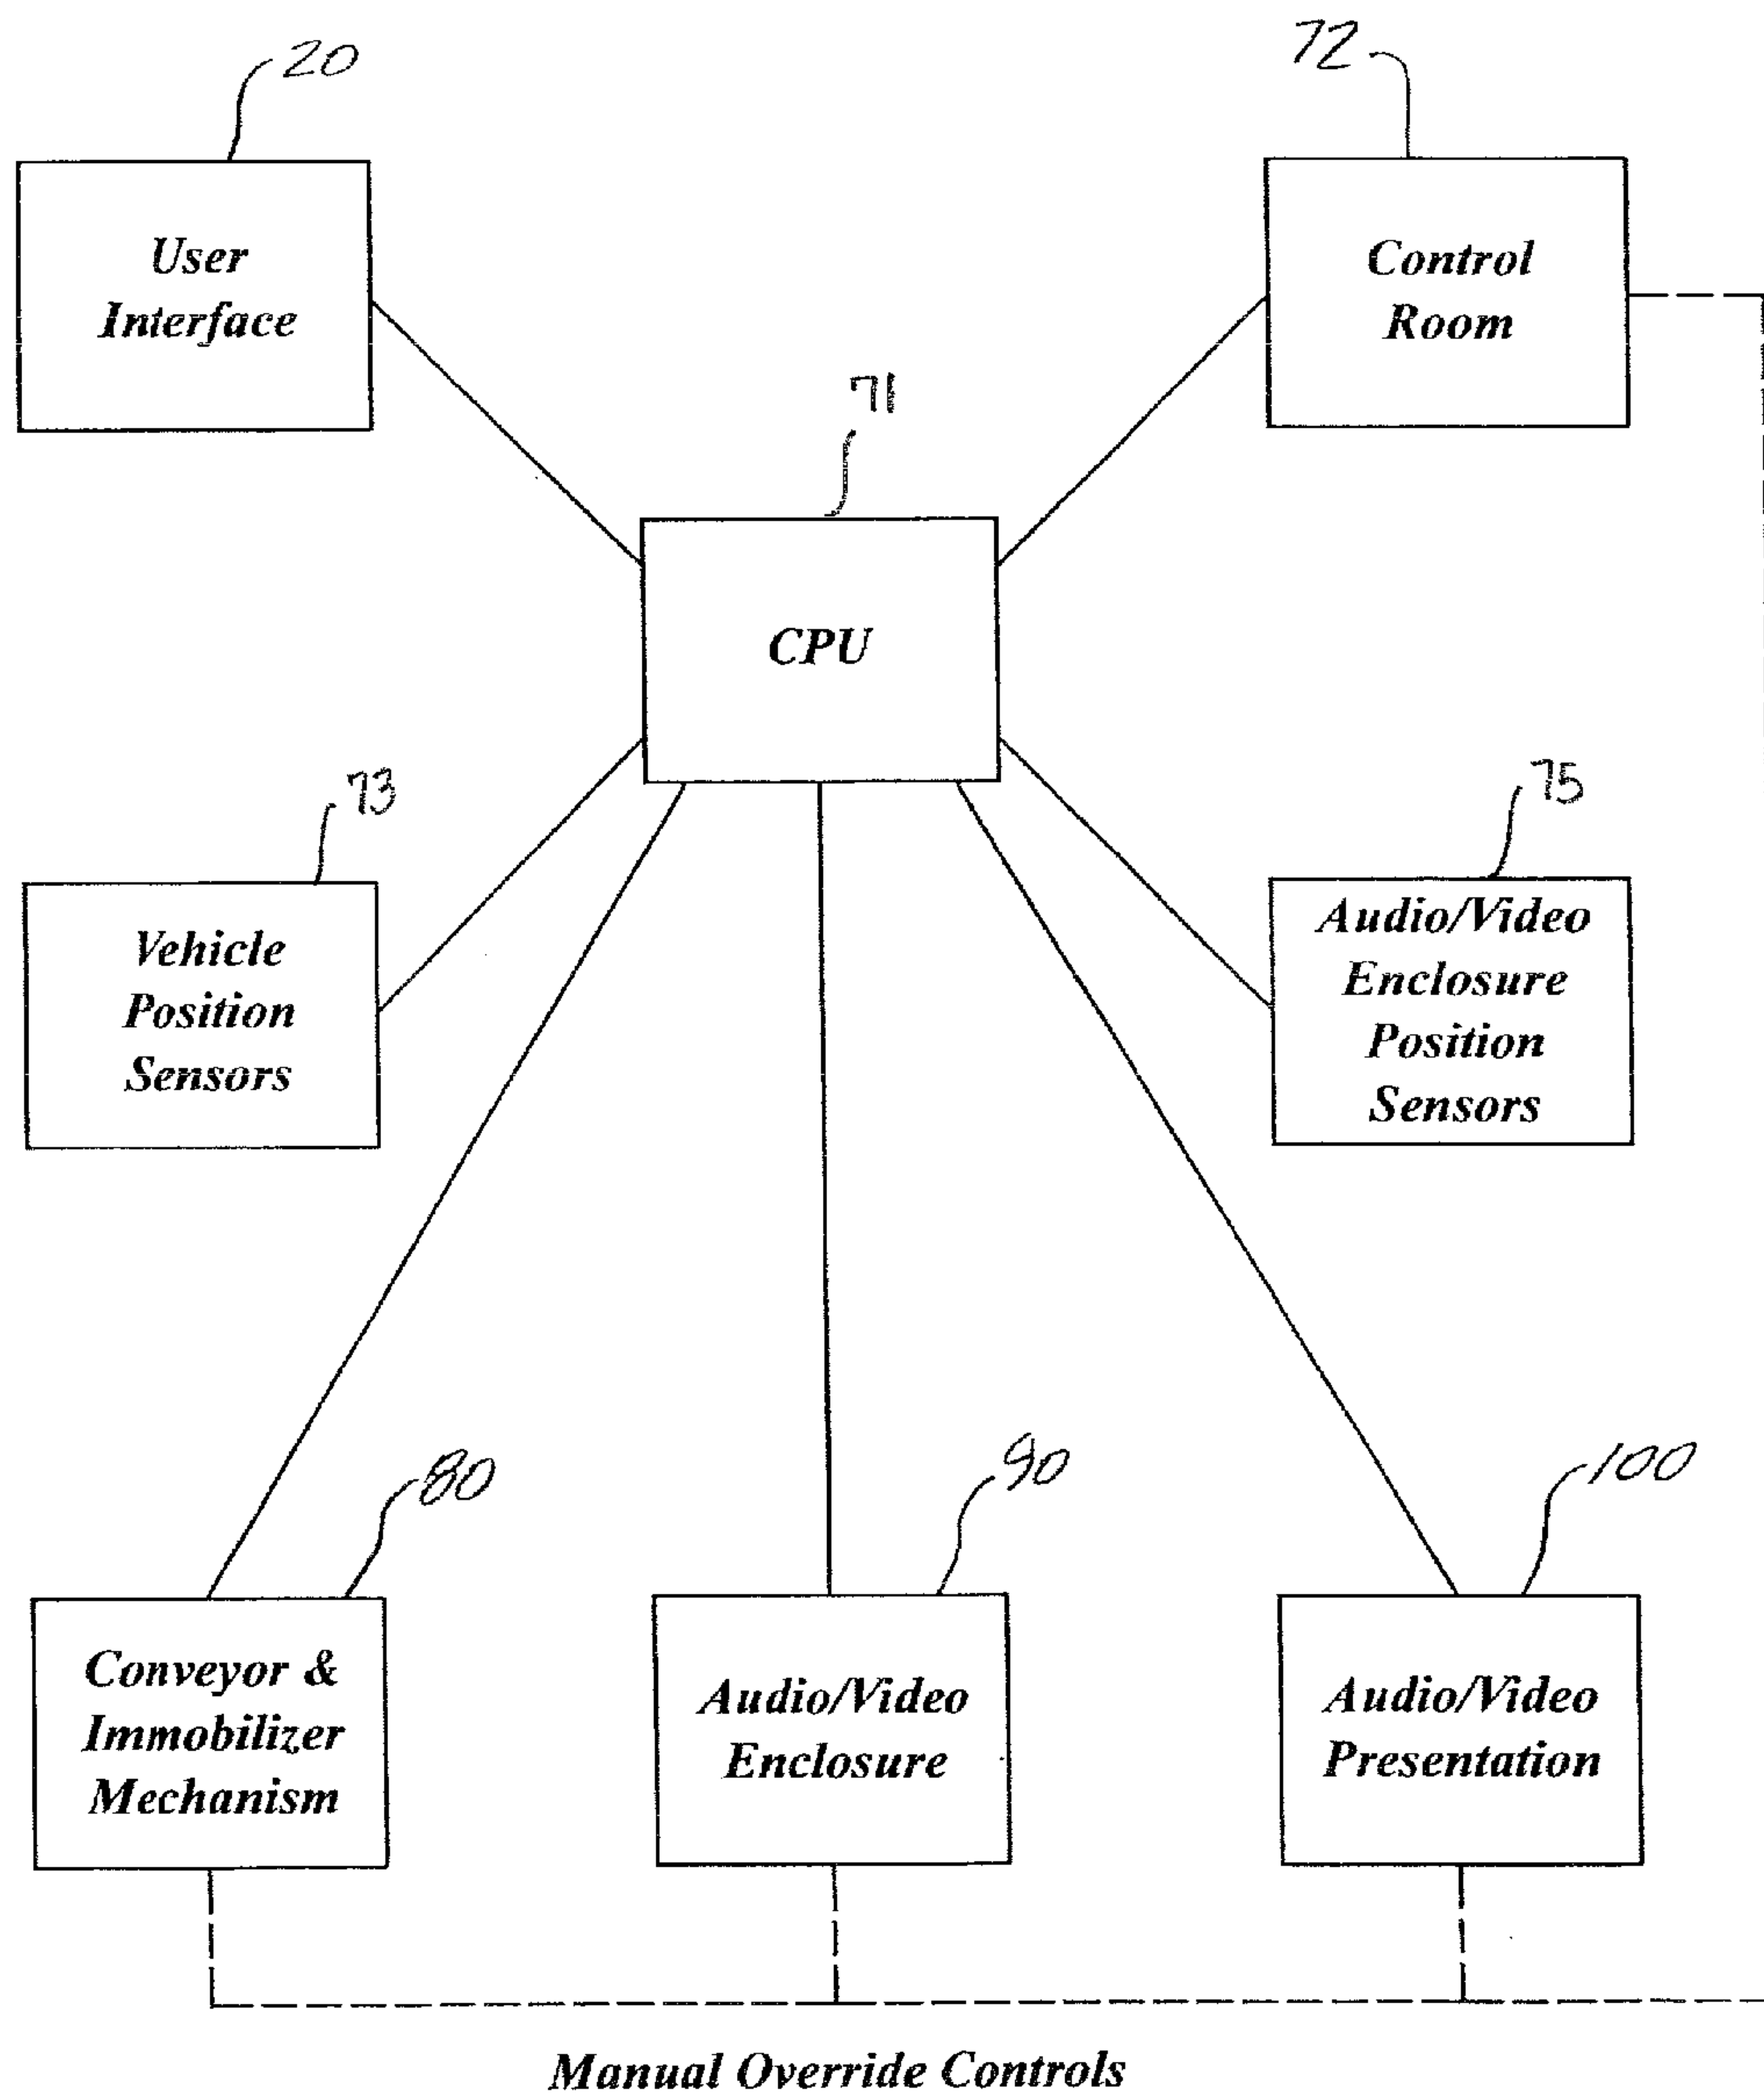 20
72
User
Interface
Control
Room
71
CPU
73
75
Vehicle
Position
Sensors
Audio/Video
Enclosure
Position
Sensors
80
90
100
Conveyor &
Immobilizer
Mechanism
Audio/Video
Enclosure
Audio/Video
Presentation
Manual Override Controls